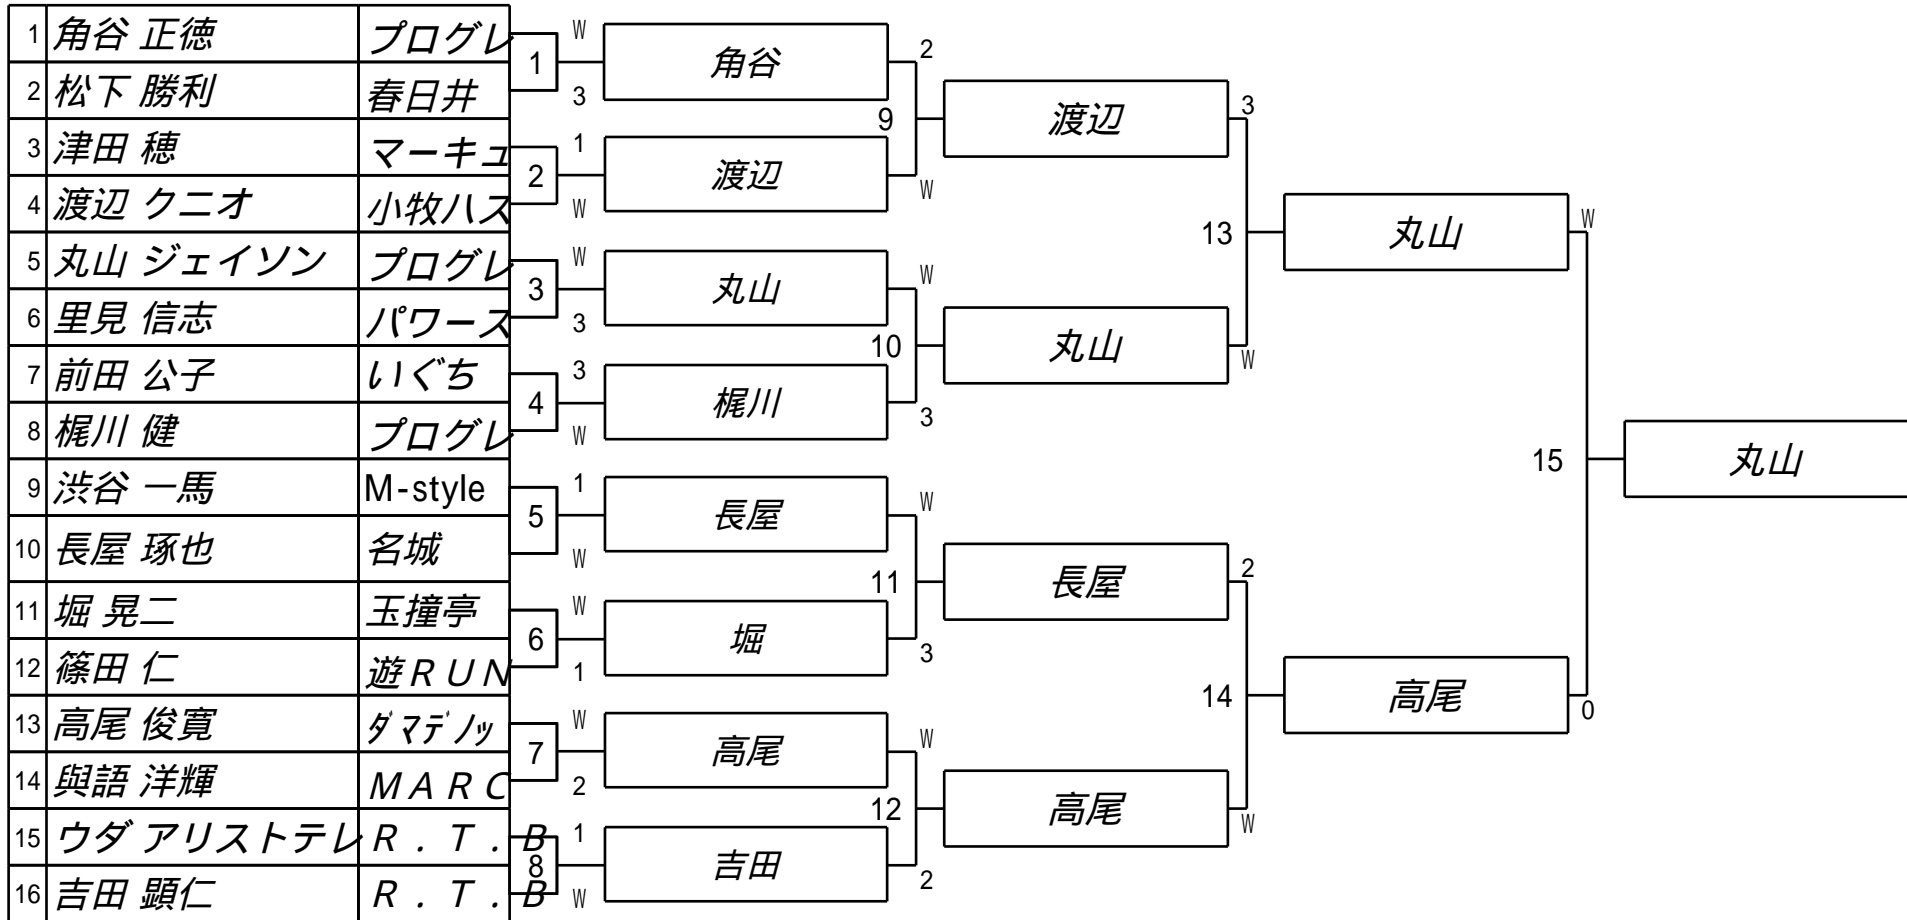 1 角谷 正徳 プログレ
2 松下 勝利 春日井
3 津田 穂 マーキュ
4 渡辺 クニオ 小牧ハス
5 丸山 ジェイソン プログレ
6 里見 信志 パワース
7 前田 公子 いぐち
8 梶川 健 プログレ
9 渋谷 一馬 M-style
10 長屋 琢也 名城
11 堀 晃二 玉撞亭
12 篠田 仁 遊RUN
13 高尾 俊寛 ﾀﾞﾏﾃﾞﾉｯ
14 與語 洋輝 MARC
15 ウダ アリストテレ R.T.B
16 吉田 顕仁 R.T.B
1 W 3
2 1 W
3 W 3
4 3 W
5 1 W
6 W 1
7 W 2
8 1 W
角谷 2
9
渡辺 W
丸山 W
10
梶川 3
長屋 W
11
堀 3
高尾 W
12
吉田 2
渡辺 3
13
丸山 W
長屋 2
14
高尾 W
丸山 W
15
高尾 0
丸山